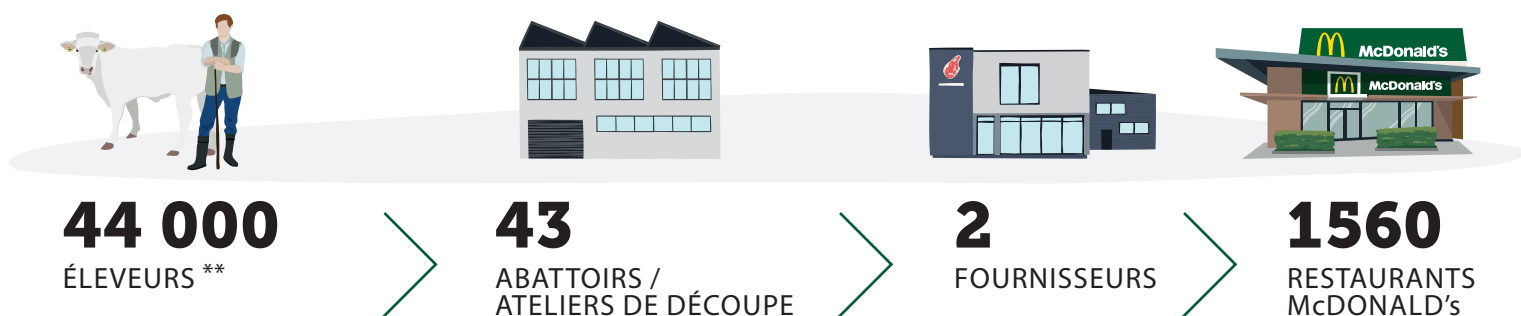 McDonald's
McDonald's
44 000
ÉLEVEURS **
43
ABATTOIRS /
ATELIERS DE DÉCOUPE
2
FOURNISSEURS
1560
RESTAURANTS
McDONALD's